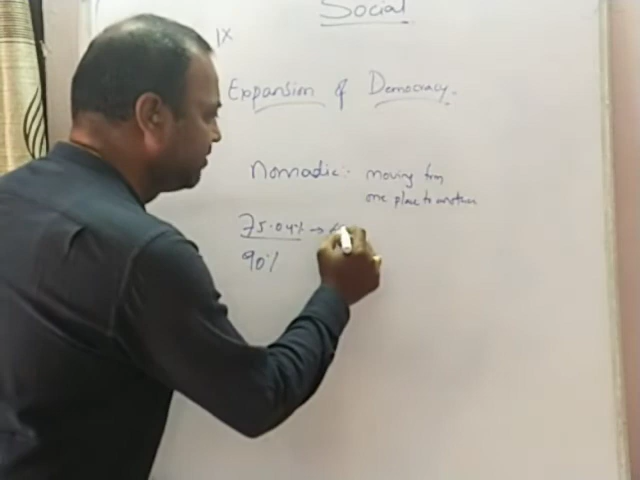 Social
IX
Expansion of Democracy.
Nomadic:- moving from
one place to another
75.04% →
90%